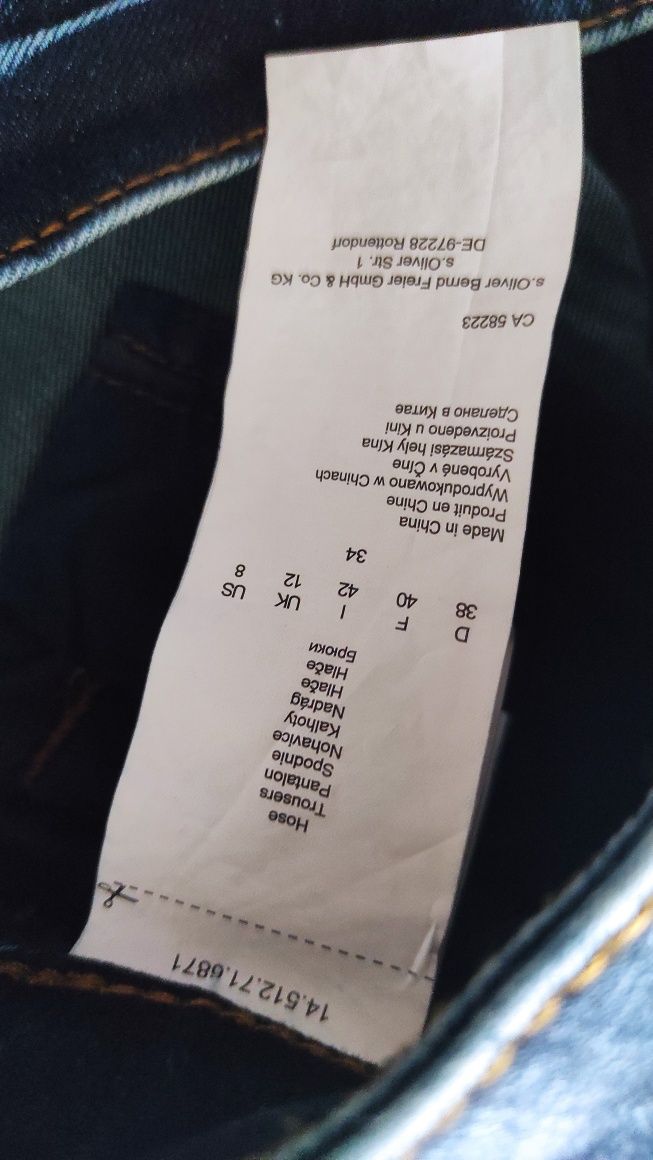 14.512.71.6871
Hose
Trousers
Pantalon
Spodnie
Nohavice
Kalhoty
Nadrág
Hlače
Hlače
Брюки
D F I UK US
38 40 42 12 8
34
Made in China
Produit en Chine
Wyprodukowano w Chinach
Vyrobené v Číne
Származási hely Kína
Proizvedeno u Kini
Сделано в Китае
CA 58223
s.Oliver Bernd Freier GmbH & Co. KG
s.Oliver Str. 1
DE-97228 Rottendorf